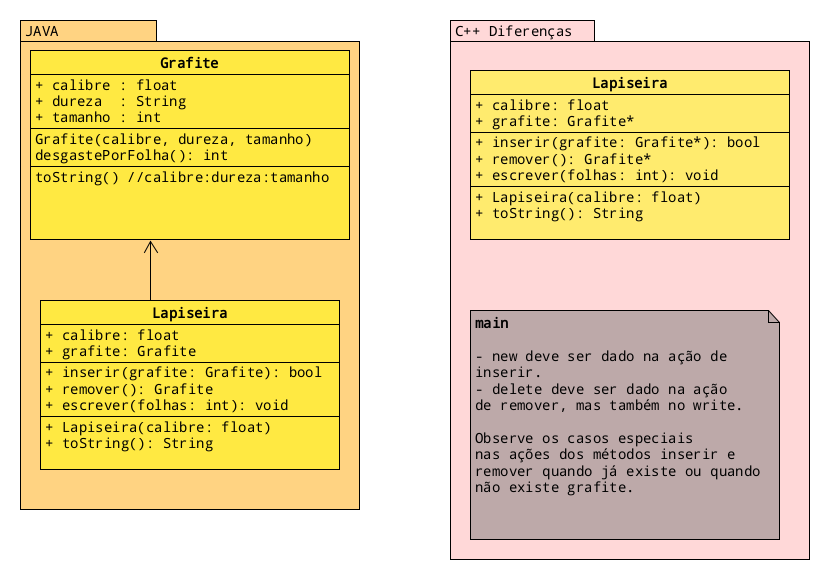 JAVA
Grafite
+ calibre : float
+ dureza  : String
+ tamanho : int
Grafite(calibre, dureza, tamanho)
desgastePorFolha(): int
toString() //calibre:dureza:tamanho
Lapiseira
+ calibre: float
+ grafite: Grafite
+ inserir(grafite: Grafite): bool
+ remover(): Grafite
+ escrever(folhas: int): void
+ Lapiseira(calibre: float)
+ toString(): String
C++ Diferenças
Lapiseira
+ calibre: float
+ grafite: Grafite*
+ inserir(grafite: Grafite*): bool
+ remover(): Grafite*
+ escrever(folhas: int): void
+ Lapiseira(calibre: float)
+ toString(): String
main
- new deve ser dado na ação de
inserir.
- delete deve ser dado na ação
de remover, mas também no write.
Observe os casos especiais
nas ações dos métodos inserir e
remover quando já existe ou quando
não existe grafite.